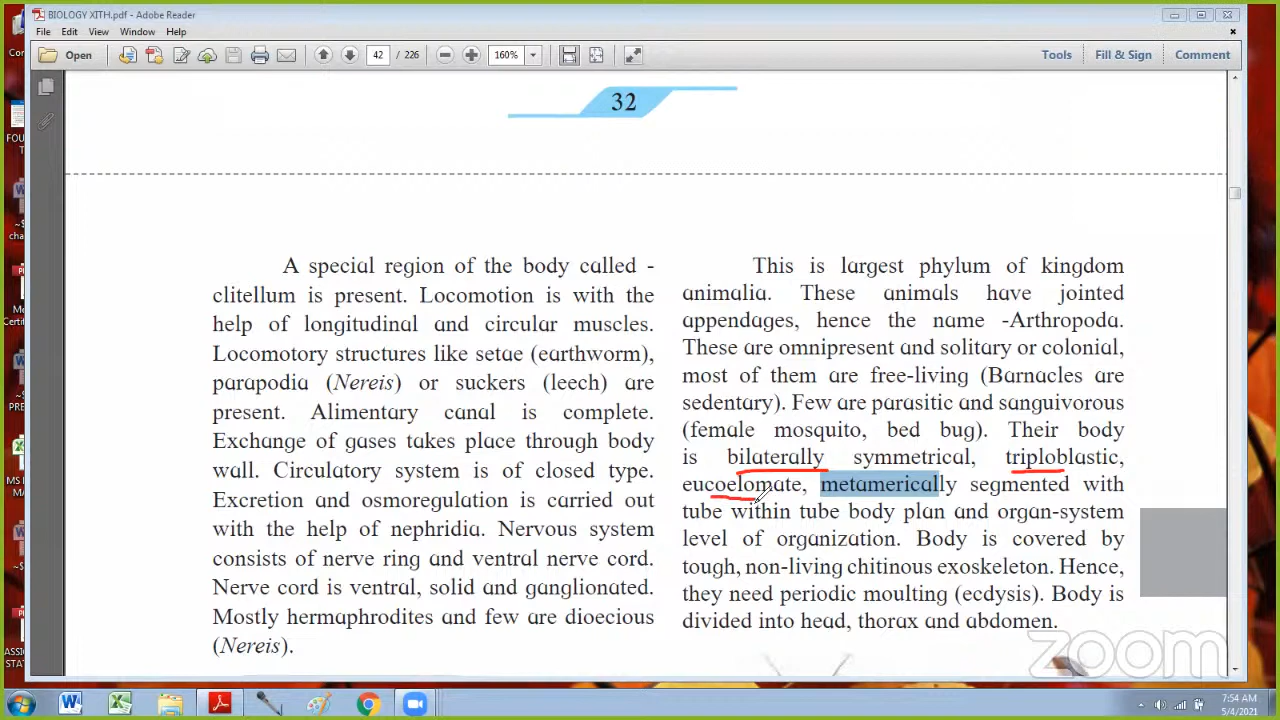 BIOLOGY XITH.pdf - Adobe Reader
File Edit View Window Help
Open 42 / 226 160% Tools Fill & Sign Comment
32
A special region of the body called -
clitellum is present. Locomotion is with the
help of longitudinal and circular muscles.
Locomotory structures like setae (earthworm),
parapodia (Nereis) or suckers (leech) are
present. Alimentary canal is complete.
Exchange of gases takes place through body
wall. Circulatory system is of closed type.
Excretion and osmoregulation is carried out
with the help of nephridia. Nervous system
consists of nerve ring and ventral nerve cord.
Nerve cord is ventral, solid and ganglionated.
Mostly hermaphrodites and few are dioecious
(Nereis).
This is largest phylum of kingdom
animalia. These animals have jointed
appendages, hence the name -Arthropoda.
These are omnipresent and solitary or colonial,
most of them are free-living (Barnacles are
sedentary). Few are parasitic and sanguivorous
(female mosquito, bed bug). Their body
is bilaterally symmetrical, triploblastic,
eucoelomate, metamerically segmented with
tube within tube body plan and organ-system
level of organization. Body is covered by
tough, non-living chitinous exoskeleton. Hence,
they need periodic moulting (ecdysis). Body is
divided into head, thorax and abdomen.
zoom
7:54 AM
5/4/2021